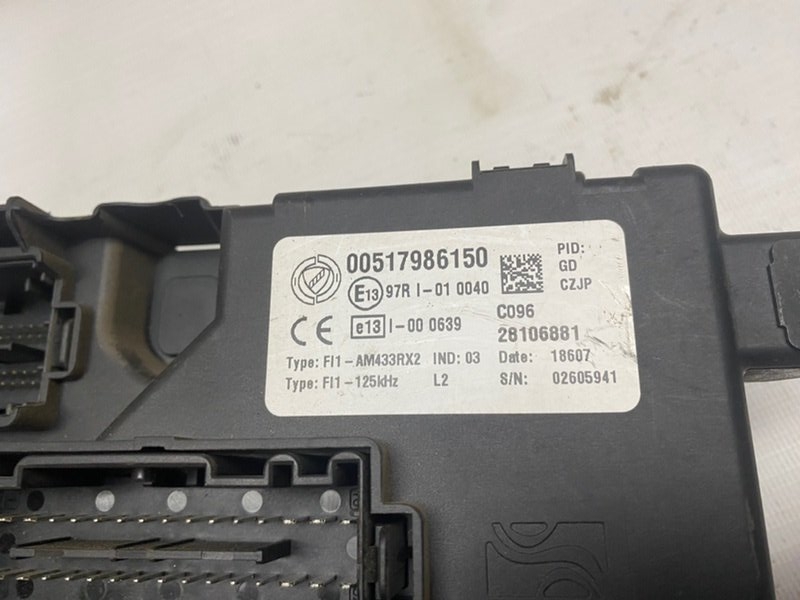 00517986150
PID:
GD
CZJP
E13 97R I-01 0040
CE e13 I-00 0639
C096
28106881
Type: FI1-AM433RX2 IND: 03 Date: 18607
Type: FI1-125kHz L2 S/N: 02605941